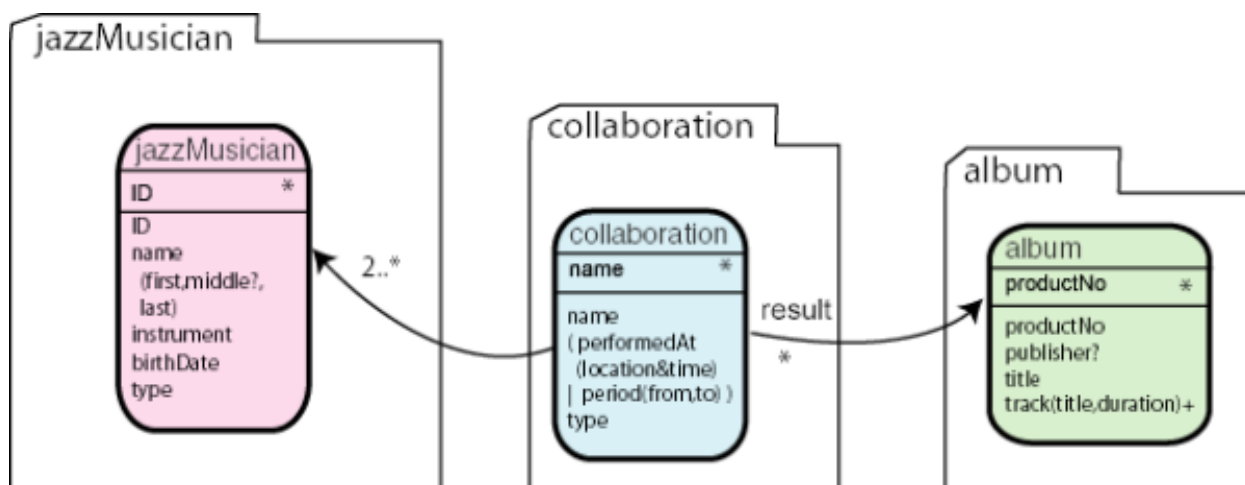 jazzMusician
jazzMusician
ID *
ID
name
(first,middle?,
last)
instrument
birthDate
type
2..*
collaboration
collaboration
name *
name
( performedAt
(location&time)
| period(from,to) )
type
result
*
album
album
productNo *
productNo
publisher?
title
track(title,duration)+